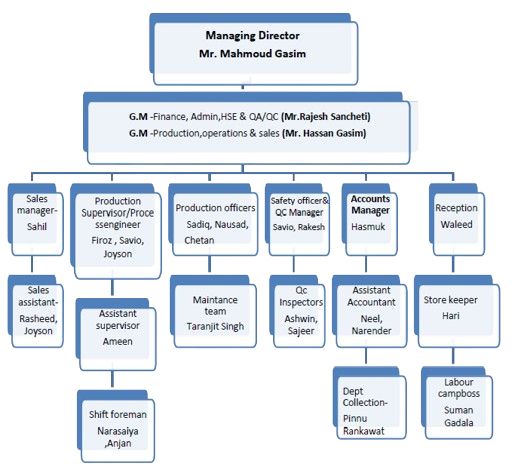 Managing Director
Mr. Mahmoud Gasim
G.M -Finance, Admin,HSE & QA/QC (Mr.Rajesh Sancheti)
G.M -Production,operations & sales (Mr. Hassan Gasim)
Sales
manager-
Sahil
Production
Supervisor/Proce
ssengineer
Firoz , Savio,
Joyson
Production officers
Sadiq, Nausad,
Chetan
Safety officer&
QC Manager
Savio, Rakesh
Accounts
Manager
Hasmuk
Reception
Waleed
Sales
assistant-
Rasheed,
Joyson
Assistant
supervisor
Ameen
Maintance
team
Taranjit Singh
Qc
Inspectors
Ashwin,
Sajeer
Assistant
Accountant
Neel,
Narender
Store keeper
Hari
Shift foreman
Narasaiya
,Anjan
Dept
Collection-
Pinnu
Rankawat
Labour
campboss
Suman
Gadala